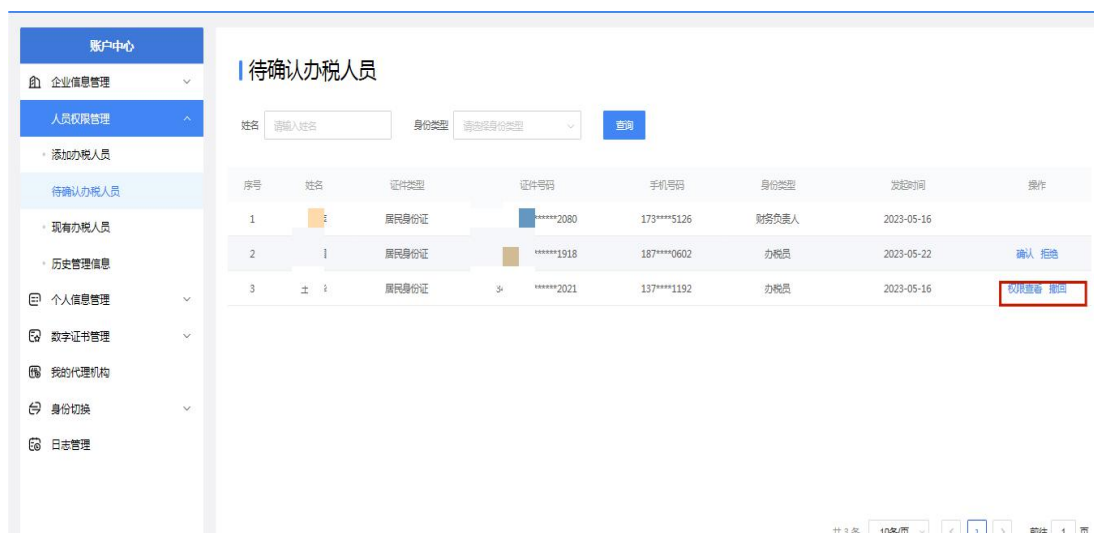 账户中心
企业信息管理
人员权限管理
添加办税人员
待确认办税人员
现有办税人员
历史管理信息
个人信息管理
数字证书管理
我的代理机构
身份切换
日志管理
待确认办税人员
姓名 请输入姓名 身份类型 请选择身份类型 查询
序号 姓名 证件类型 证件号码 手机号码 身份类型 发起时间 操作
1 居民身份证 ******2080 173****5126 财务负责人 2023-05-16
2 居民身份证 ******1918 187****0602 办税员 2023-05-22 确认 拒绝
3 居民身份证 ******2021 137****1192 办税员 2023-05-16 权限查看 撤回
共 3 条 10条/页 1 前往 1 页